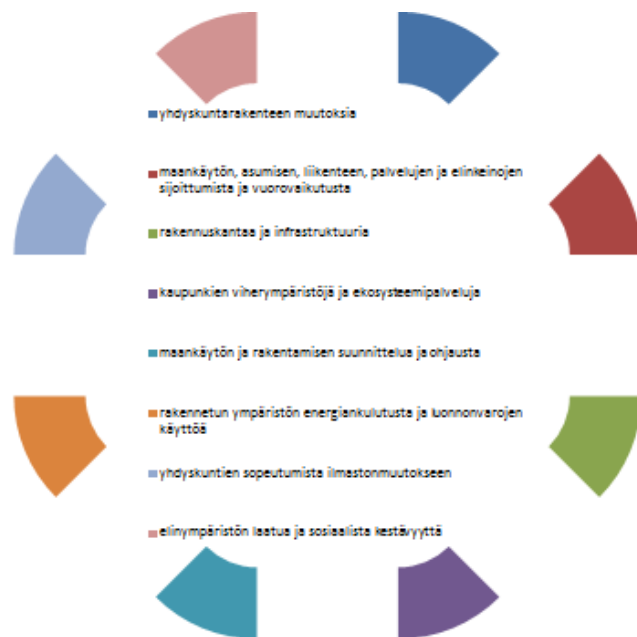 yhdyskuntarakenteen muutoksia
maankäytön, asumisen, liikenteen, palvelujen ja elinkeinojen
sijoittumista ja vuorovaikutusta
rakennuskantaa ja infrastruktuuria
kaupunkien viherympäristöjä ja ekosysteemipalveluja
maankäytön ja rakentamisen suunnittelua ja ohjausta
rakennetun ympäristön energiankulutusta ja luonnonvarojen
käyttöä
yhdyskuntien sopeutumista ilmastonmuutokseen
elinympäristön laatua ja sosiaalista kestävyyttä